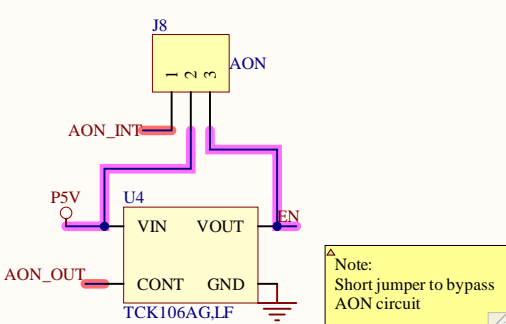 J8
AON
1 2 3
AON_INT
P5V
U4
EN
VIN VOUT
AON_OUT
CONT GND
TCK106AG,LF
Note:
Short jumper to bypass
AON circuit